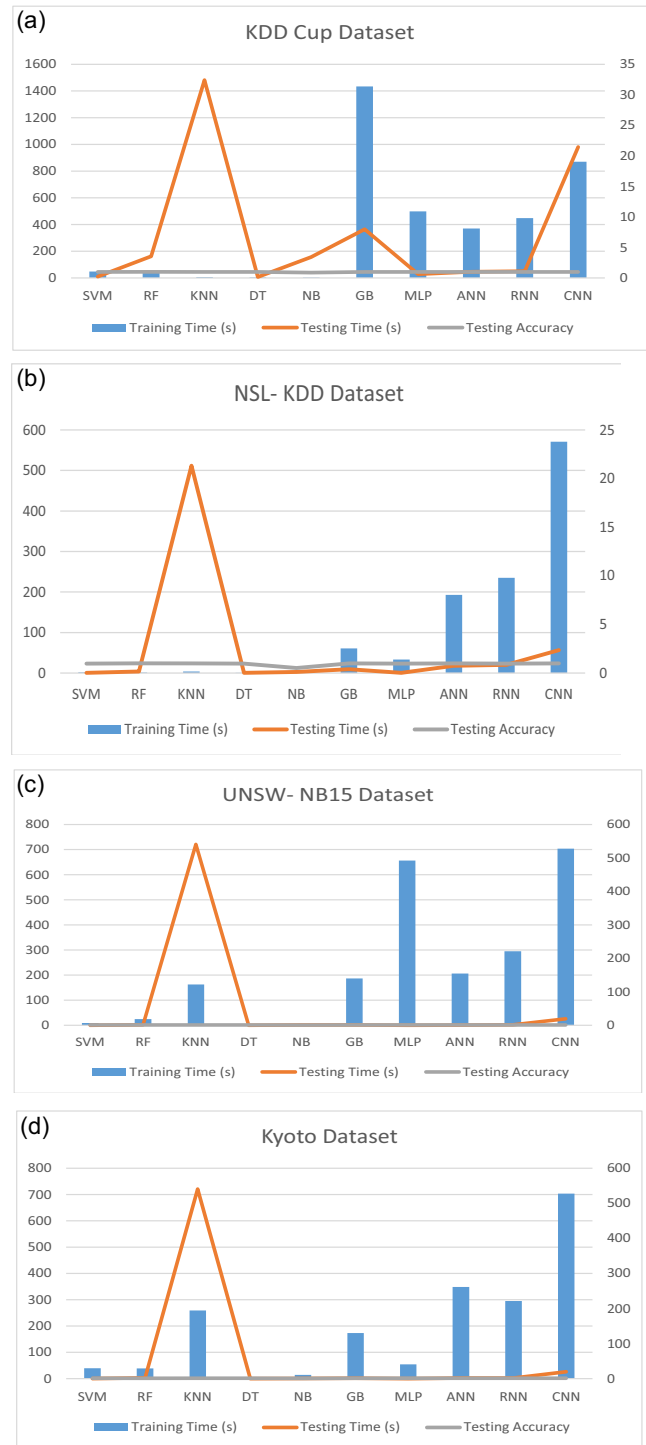 (a)
KDD Cup Dataset
1600 35
1400 30
1200 25
1000 20
800 15
600 10
400 5
200 0
0
SVM RF KNN DT NB GB MLP ANN RNN CNN
Training Time (s) Testing Time (s) Testing Accuracy
(b)
NSL- KDD Dataset
600 25
500 20
400 15
300 10
200 5
100 0
0
SVM RF KNN DT NB GB MLP ANN RNN CNN
Training Time (s) Testing Time (s) Testing Accuracy
(c)
UNSW- NB15 Dataset
800 600
700 500
600 400
500 300
400 200
300 100
200 0
100
0
SVM RF KNN DT NB GB MLP ANN RNN CNN
Training Time (s) Testing Time (s) Testing Accuracy
(d)
Kyoto Dataset
800 600
700 500
600 400
500 300
400 200
300 100
200 0
100
0
SVM RF KNN DT NB GB MLP ANN RNN CNN
Training Time (s) Testing Time (s) Testing Accuracy